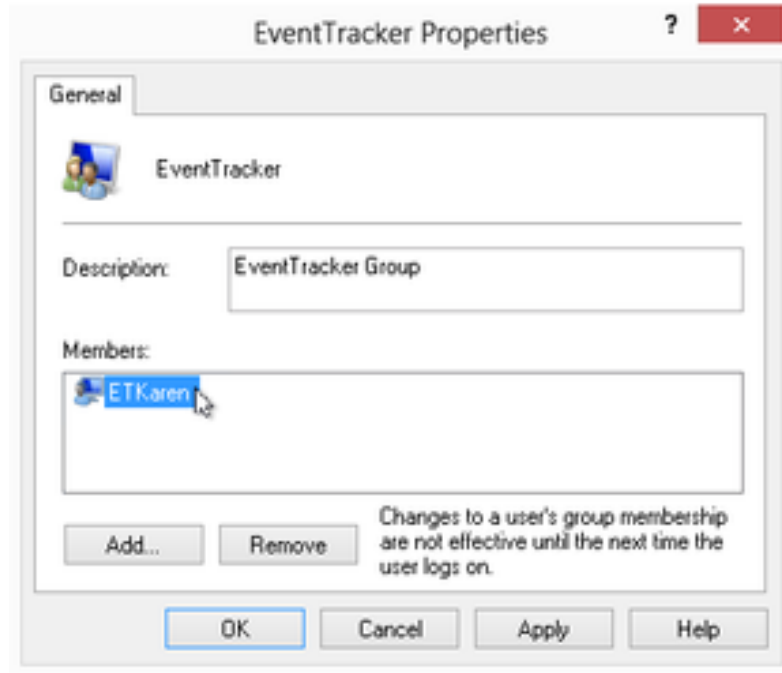 EventTracker Properties
?
General
EventTracker
Description:
EventTracker Group
Members:
ETKaren
Add...
Remove
Changes to a user's group membership
are not effective until the next time the
user logs on.
OK
Cancel
Apply
Help